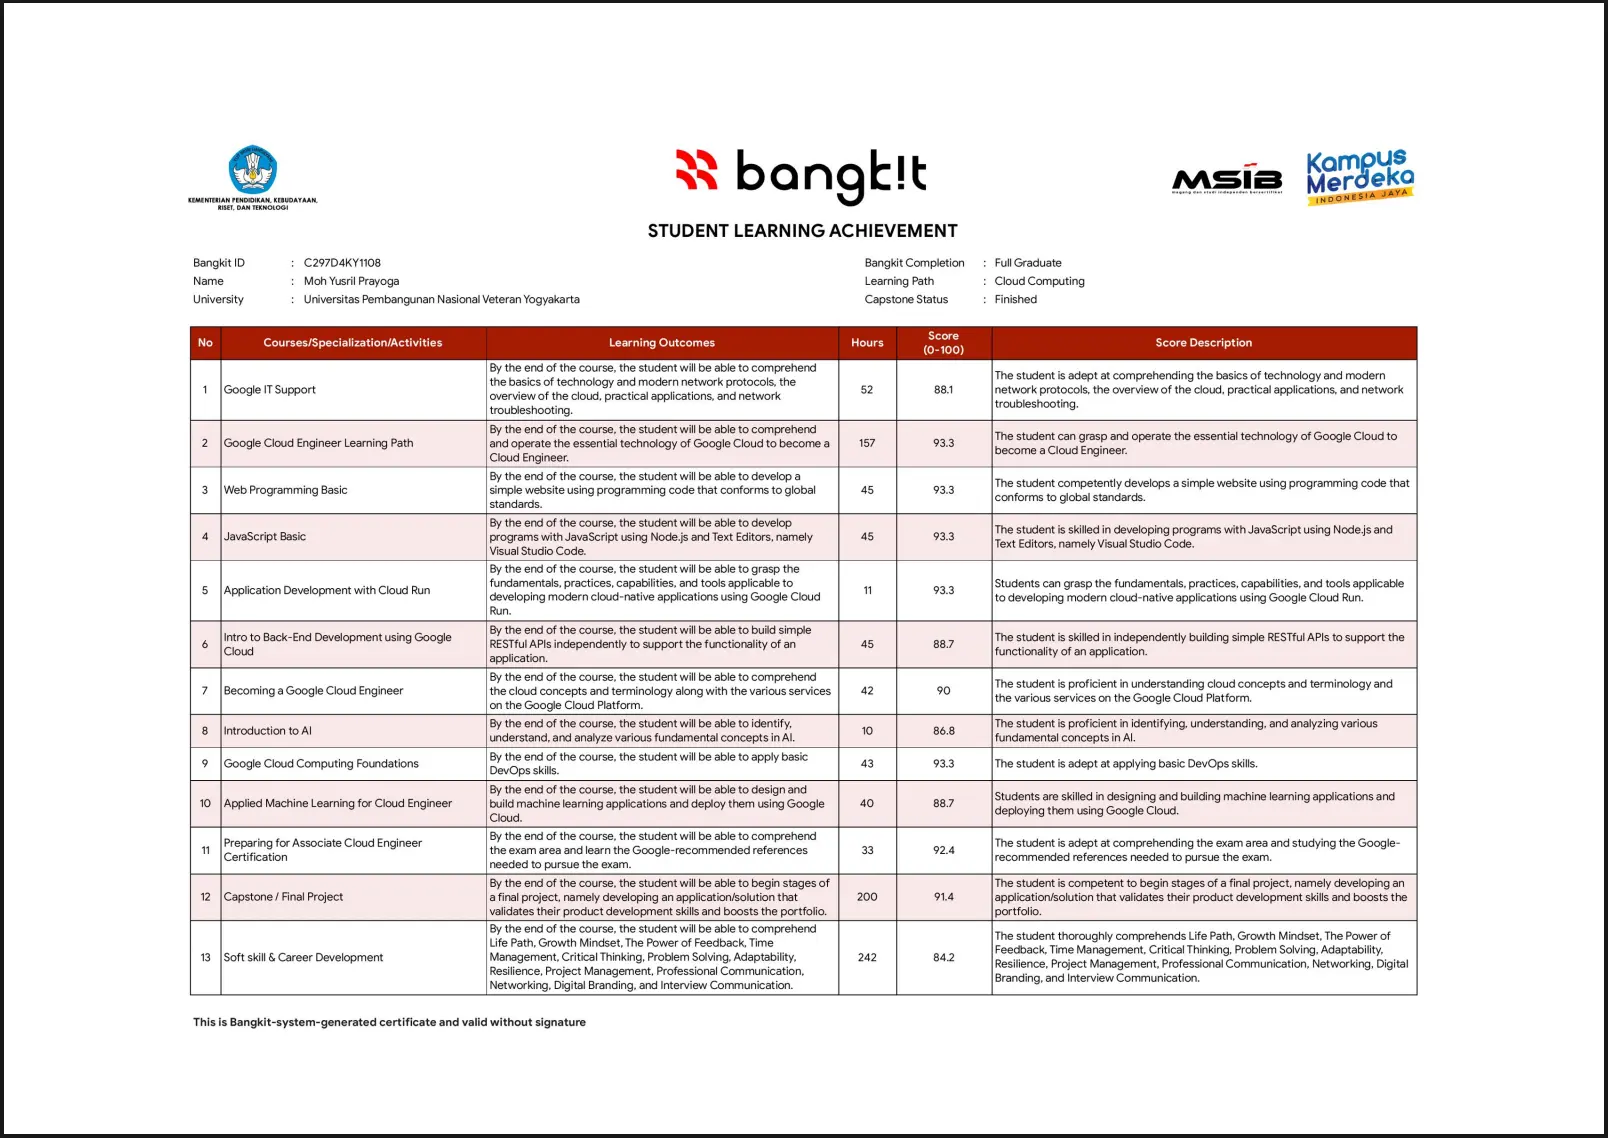 KEMENTERIAN PENDIDIKAN, KEBUDAYAAN,
RISET, DAN TEKNOLOGI
bangk!t
MSIB
magang dan studi independen bersertifikat
Kampus
Merdeka
INDONESIA JAYA
STUDENT LEARNING ACHIEVEMENT
Bangkit ID : C297D4KY1108
Name : Moh Yusril Prayoga
University : Universitas Pembangunan Nasional Veteran Yogyakarta
Bangkit Completion : Full Graduate
Learning Path : Cloud Computing
Capstone Status : Finished
No Courses/Specialization/Activities Learning Outcomes Hours Score
(0-100) Score Description
1 Google IT Support
By the end of the course, the student will be able to comprehend
the basics of technology and modern network protocols, the
overview of the cloud, practical applications, and network
troubleshooting.
52 88.1
The student is adept at comprehending the basics of technology and modern
network protocols, the overview of the cloud, practical applications, and network
troubleshooting.
2 Google Cloud Engineer Learning Path
By the end of the course, the student will be able to comprehend
and operate the essential technology of Google Cloud to become a
Cloud Engineer.
157 93.3
The student can grasp and operate the essential technology of Google Cloud to
become a Cloud Engineer.
3 Web Programming Basic
By the end of the course, the student will be able to develop a
simple website using programming code that conforms to global
standards.
45 93.3
The student competently develops a simple website using programming code that
conforms to global standards.
4 JavaScript Basic
By the end of the course, the student will be able to develop
programs with JavaScript using Node.js and Text Editors, namely
Visual Studio Code.
45 93.3
The student is skilled in developing programs with JavaScript using Node.js and
Text Editors, namely Visual Studio Code.
5 Application Development with Cloud Run
By the end of the course, the student will be able to grasp the
fundamentals, practices, capabilities, and tools applicable to
developing modern cloud-native applications using Google Cloud
Run.
11 93.3
Students can grasp the fundamentals, practices, capabilities, and tools applicable
to developing modern cloud-native applications using Google Cloud Run.
6 Intro to Back-End Development using Google
Cloud
By the end of the course, the student will be able to build simple
RESTful APIs independently to support the functionality of an
application.
45 88.7
The student is skilled in independently building simple RESTful APIs to support the
functionality of an application.
7 Becoming a Google Cloud Engineer
By the end of the course, the student will be able to comprehend
the cloud concepts and terminology along with the various services
on the Google Cloud Platform.
42 90
The student is proficient in understanding cloud concepts and terminology and
the various services on the Google Cloud Platform.
8 Introduction to AI
By the end of the course, the student will be able to identify,
understand, and analyze various fundamental concepts in AI.
10 86.8
The student is proficient in identifying, understanding, and analyzing various
fundamental concepts in AI.
9 Google Cloud Computing Foundations
By the end of the course, the student will be able to apply basic
DevOps skills.
43 93.3
The student is adept at applying basic DevOps skills.
10 Applied Machine Learning for Cloud Engineer
By the end of the course, the student will be able to design and
build machine learning applications and deploy them using Google
Cloud.
40 88.7
Students are skilled in designing and building machine learning applications and
deploying them using Google Cloud.
11 Preparing for Associate Cloud Engineer
Certification
By the end of the course, the student will be able to comprehend
the exam area and learn the Google-recommended references
needed to pursue the exam.
33 92.4
The student is adept at comprehending the exam area and studying the Google-
recommended references needed to pursue the exam.
12 Capstone / Final Project
By the end of the course, the student will be able to begin stages of
a final project, namely developing an application/solution that
validates their product development skills and boosts the portfolio.
200 91.4
The student is competent to begin stages of a final project, namely developing an
application/solution that validates their product development skills and boosts the
portfolio.
13 Soft skill & Career Development
By the end of the course, the student will be able to comprehend
Life Path, Growth Mindset, The Power of Feedback, Time
Management, Critical Thinking, Problem Solving, Adaptability,
Resilience, Project Management, Professional Communication,
Networking, Digital Branding, and Interview Communication.
242 84.2
The student thoroughly comprehends Life Path, Growth Mindset, The Power of
Feedback, Time Management, Critical Thinking, Problem Solving, Adaptability,
Resilience, Project Management, Professional Communication, Networking, Digital
Branding, and Interview Communication.
This is Bangkit-system-generated certificate and valid without signature